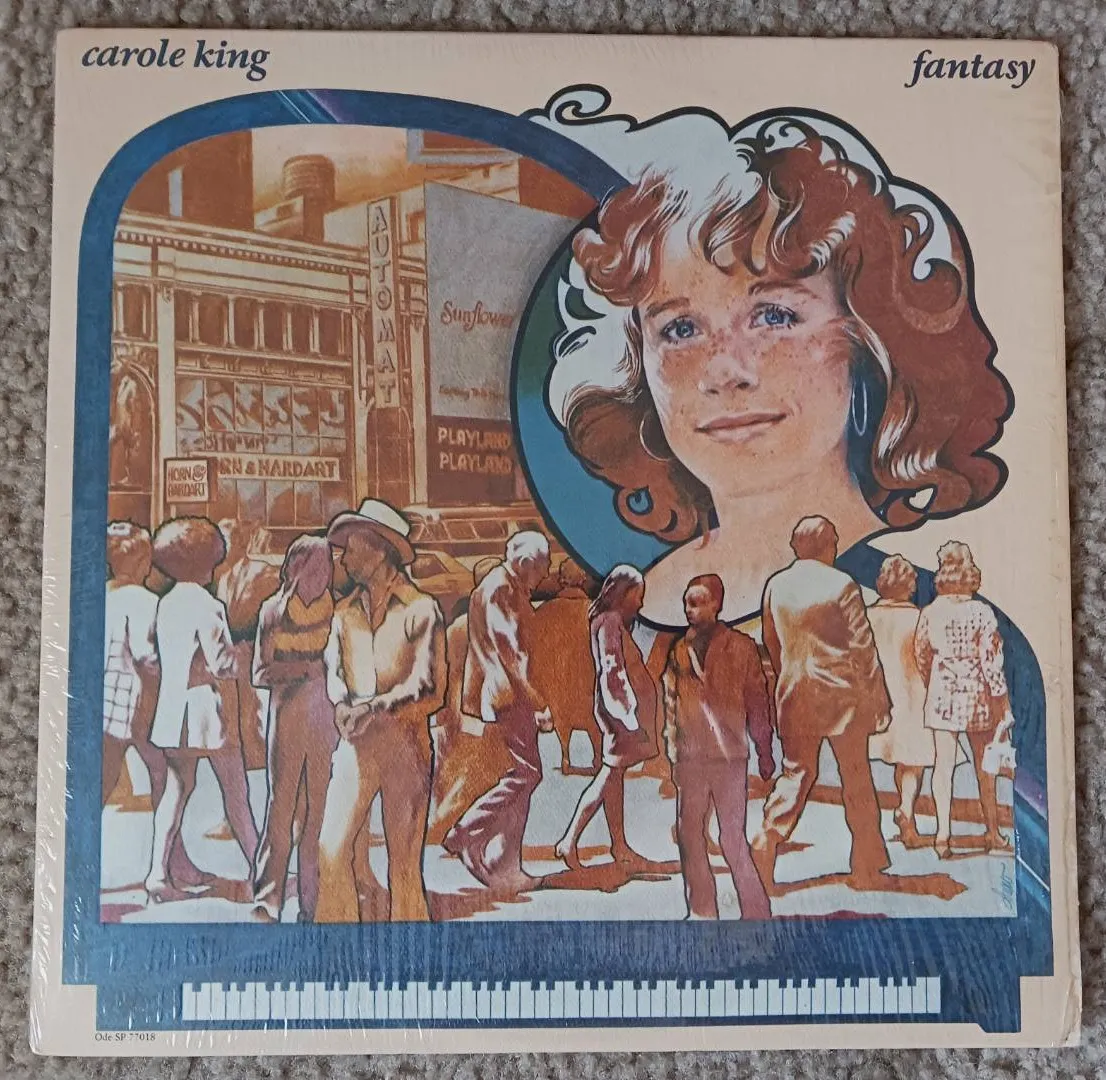 carole king
fantasy
AUTOMAT
Sunflower
PLAYLAND
PLAYLAND
HORN &
HARDART
RN & HARDART
Ode SP 77018